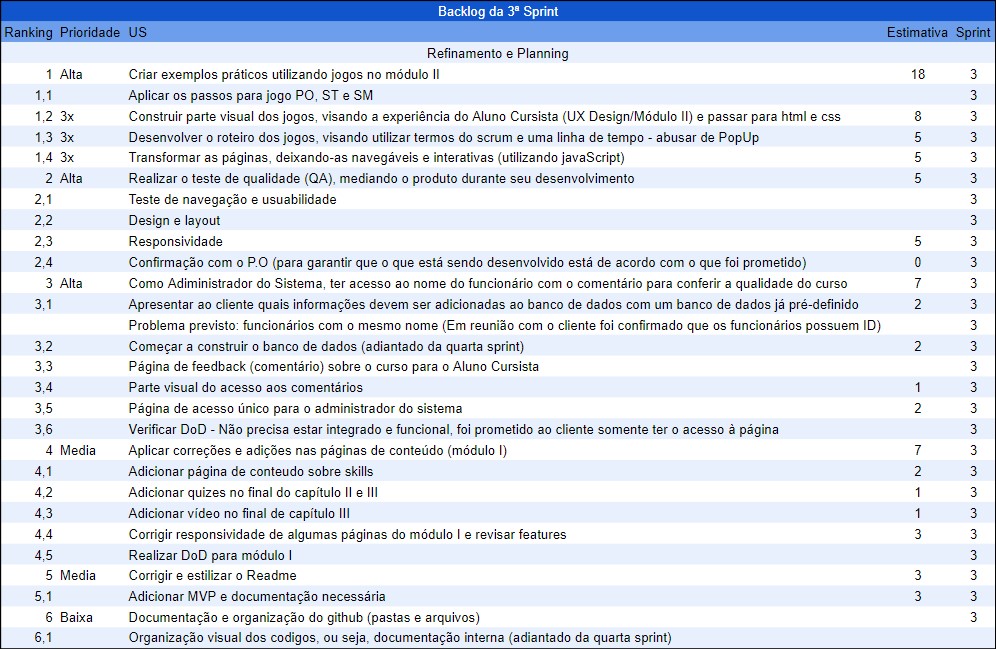 Backlog da 3ª Sprint
Ranking Prioridade US Estimativa Sprint
Refinamento e Planning
1 Alta Criar exemplos práticos utilizando jogos no módulo II 18 3
1,1 Aplicar os passos para jogo PO, ST e SM 3
1,2 3x Construir parte visual dos jogos, visando a experiência do Aluno Cursista (UX Design/Módulo II) e passar para html e css 8 3
1,3 3x Desenvolver o roteiro dos jogos, visando utilizar termos do scrum e uma linha de tempo - abusar de PopUp 5 3
1,4 3x Transformar as páginas, deixando-as navegáveis e interativas (utilizando javaScript) 5 3
2 Alta Realizar o teste de qualidade (QA), mediando o produto durante seu desenvolvimento 5 3
2,1 Teste de navegação e usuabilidade 3
2,2 Design e layout 3
2,3 Responsividade 5 3
2,4 Confirmação com o P.O (para garantir que o que está sendo desenvolvido está de acordo com o que foi prometido) 0 3
3 Alta Como Adiministrador do Sistema, ter acesso ao nome do funcionário com o comentário para conferir a qualidade do curso 7 3
3,1 Apresentar ao cliente quais informações devem ser adicionadas ao banco de dados com um banco de dados já pré-definido 2 3
Problema previsto: funcionários com o mesmo nome (Em reunião com o cliente foi confirmado que os funcionários possuem ID) 3
3,2 Começar a construir o banco de dados (adiantado da quarta sprint) 2 3
3,3 Página de feedback (comentário) sobre o curso para o Aluno Cursista 3
3,4 Parte visual do acesso aos comentários 1 3
3,5 Página de acesso único para o administrador do sistema 2 3
3,6 Verificar DoD - Não precisa estar integrado e funcional, foi prometido ao cliente somente ter o acesso à página 3
4 Media Aplicar correções e adições nas páginas de conteúdo (módulo I) 7 3
4,1 Adicionar página de conteudo sobre skills 2 3
4,2 Adicionar quizes no final do capítulo II e III 1 3
4,3 Adicionar vídeo no final de capítulo III 1 3
4,4 Corrigir responsividade de algumas páginas do módulo I e revisar features 3 3
4,5 Realizar DoD para módulo I 3
5 Media Corrigir e estilizar o Readme 3 3
5,1 Adicionar MVP e documentação necessária 3 3
6 Baixa Documentação e organização do github (pastas e arquivos) 3
6,1 Organização visual dos codigos, ou seja, documentação interna (adiantado da quarta sprint)